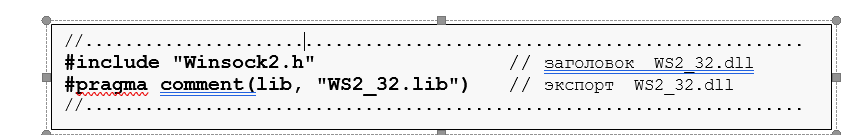 //..............................................................
#include "Winsock2.h" // заголовок WS2_32.dll
#pragma comment(lib, "WS2_32.lib") // экспорт WS2_32.dll
//..............................................................